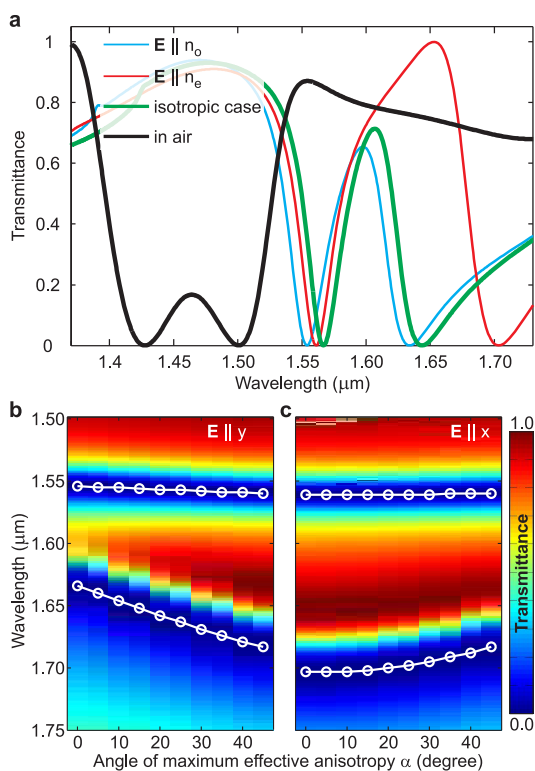 a
1
0.8
0.6
0.4
0.2
0
Transmittance
E || n_o
E || n_e
isotropic case
in air
1.4 1.45 1.50 1.55 1.60 1.65 1.70
Wavelength (μm)
b E || y
c E || x
1.50
1.55
1.60
1.65
1.70
1.75
Wavelength (μm)
0 10 20 30 40
0 10 20 30 40
Angle of maximum effective anisotropy α (degree)
1.0
Transmittance
0.0